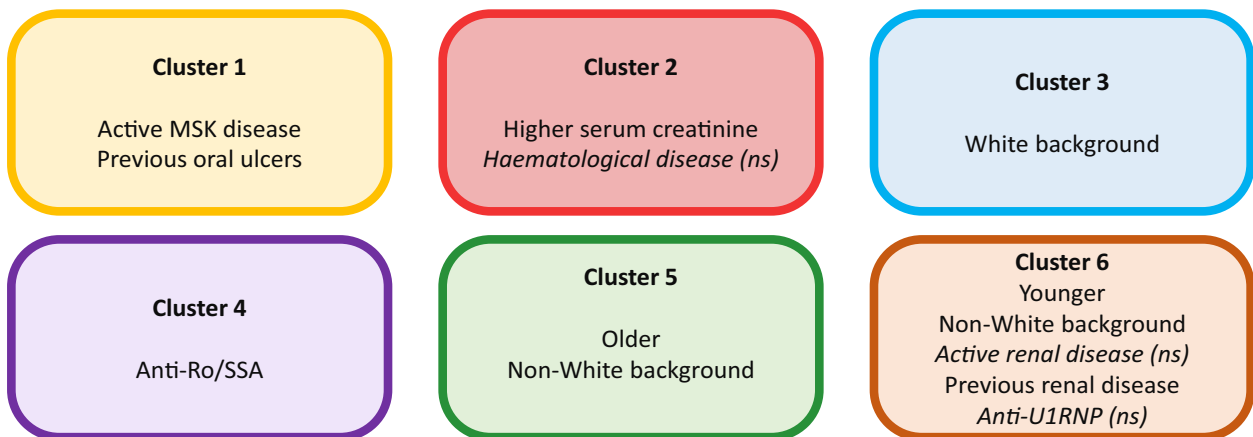 Cluster 1
Active MSK disease
Previous oral ulcers
Cluster 2
Higher serum creatinine
Haematological disease (ns)
Cluster 3
White background
Cluster 4
Anti-Ro/SSA
Cluster 5
Older
Non-White background
Cluster 6
Younger
Non-White background
Active renal disease (ns)
Previous renal disease
Anti-U1RNP (ns)